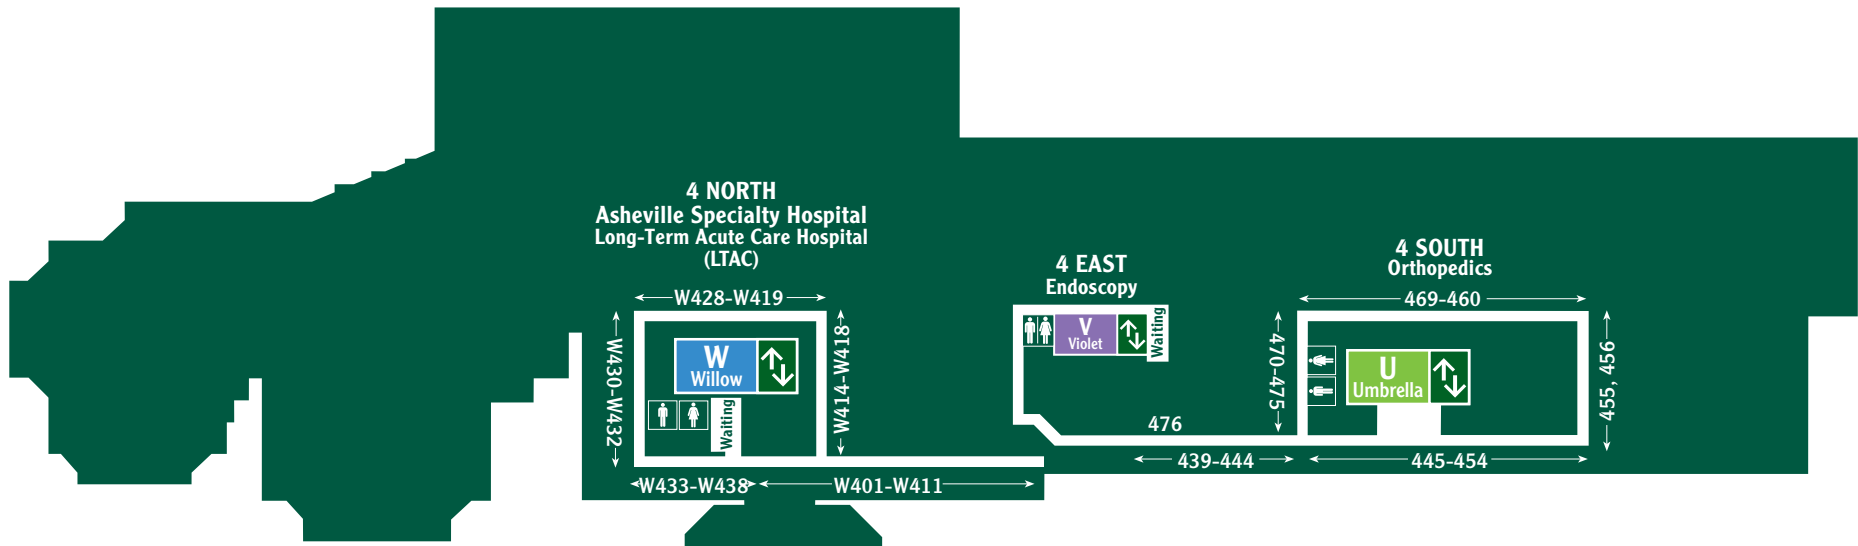 4 NORTH
Asheville Specialty Hospital
Long-Term Acute Care Hospital
(LTAC)
W428-W419
W430-W432
W414-W418
W
Willow
Waiting
W433-W438
W401-W411
4 EAST
Endoscopy
V
Violet
Waiting
476
439-444
4 SOUTH
Orthopedics
469-460
470-475
455, 456
U
Umbrella
445-454